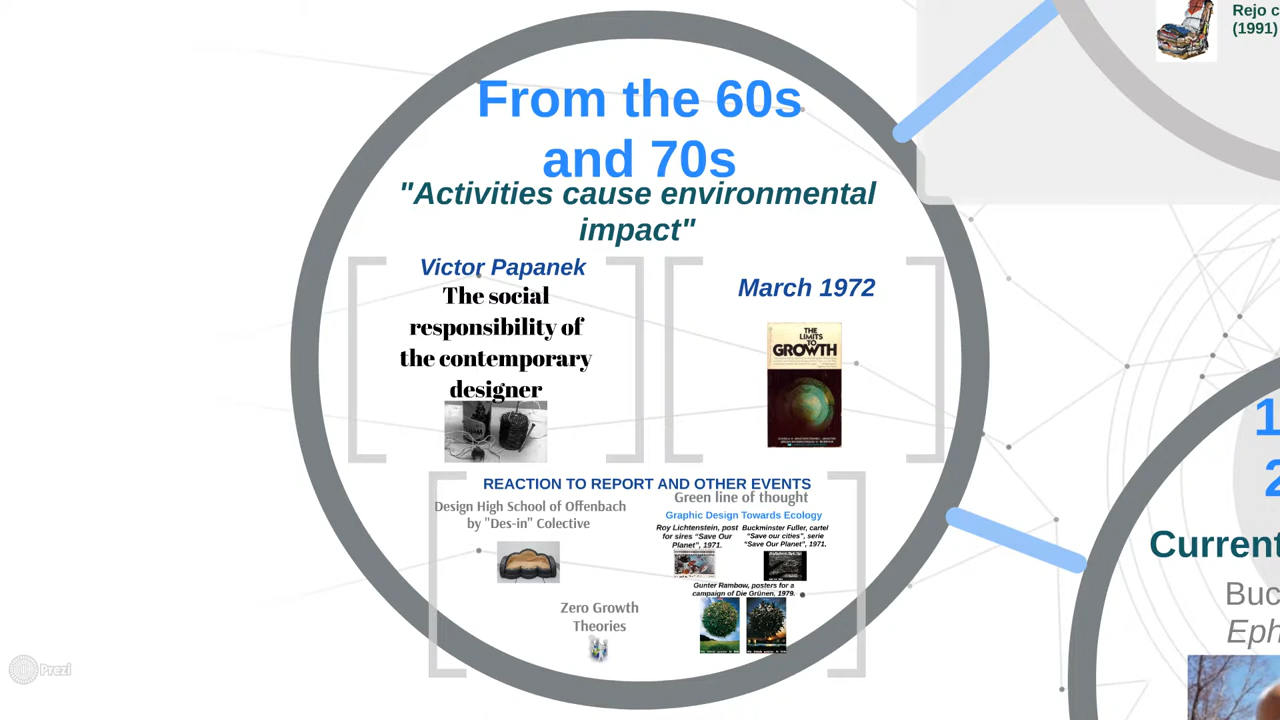 From the 60s
and 70s
"Activities cause environmental
impact"
Victor Papanek
The social
responsibility of
the contemporary
designer
March 1972
THE
LIMITS
TO
GROWTH
REACTION TO REPORT AND OTHER EVENTS
Design High School of Offenbach
by "Des-in" Colective
Green line of thought
Graphic Design Towards Ecology
Roy Lichtenstein, post
for sires “Save Our
Planet”, 1971.
Buckminster Fuller, cartel
“Save our cities”, serie
“Save Our Planet”, 1971.
Gunter Rambow, posters for a
campaign of Die Grünen, 1979.
Zero Growth
Theories
Rejo c
(1991)
1
2
Current
Buc
Eph
Prezi